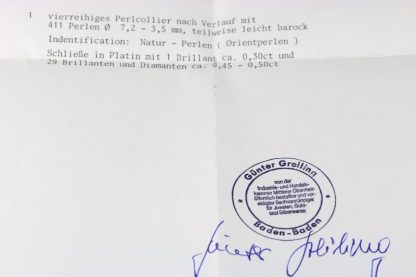 1 vierreihiges Perlcollier nach Verlauf mit
411 Perlen Ø 7,2 - 3,5 mm, teilweise leicht barock
Indentification: Natur - Perlen ( Orientperlen )
Schließe in Platin mit 1 Brillant ca. 0,30ct und
29 Brillanten und Diamanten ca. 0,45 - 0,50ct
Günter Greiling
von der
Industrie- und Handels-
kammer Mittlerer Oberrhein
öffentlich bestellter und ver-
eidigter Sachverständiger
für Juwelen, Gold-
und Silberwaren
Baden-Baden
Günter Greiling